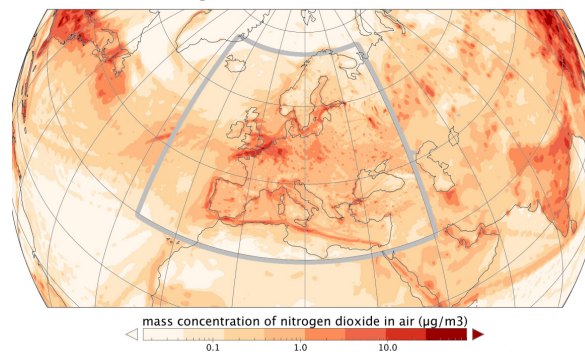 mass concentration of nitrogen dioxide in air (µg/m3)
0.1 1.0 10.0